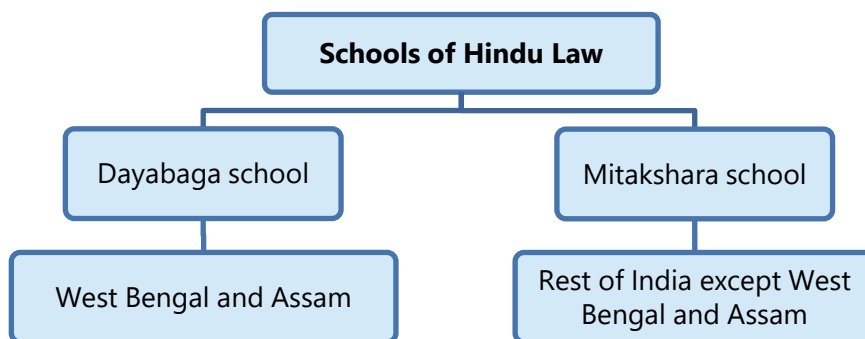 Schools of Hindu Law
Dayabaga school
Mitakshara school
West Bengal and Assam
Rest of India except West
Bengal and Assam